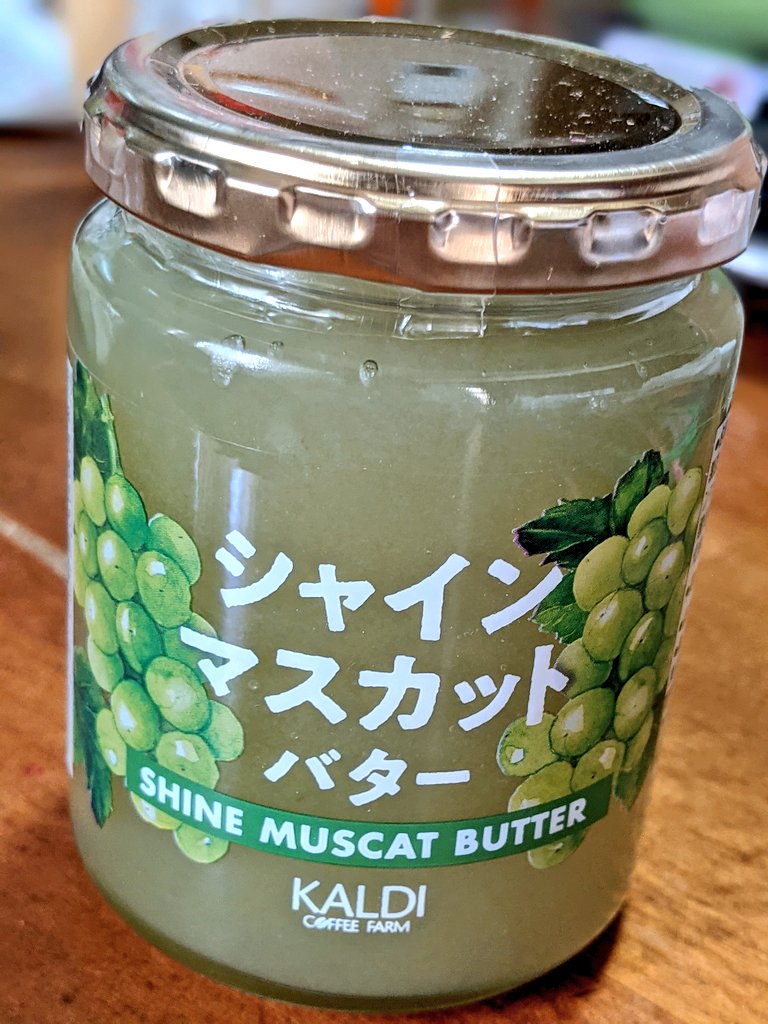 シャイン
マスカット
バター
SHINE MUSCAT BUTTER
KALDI
COFFEE FARM